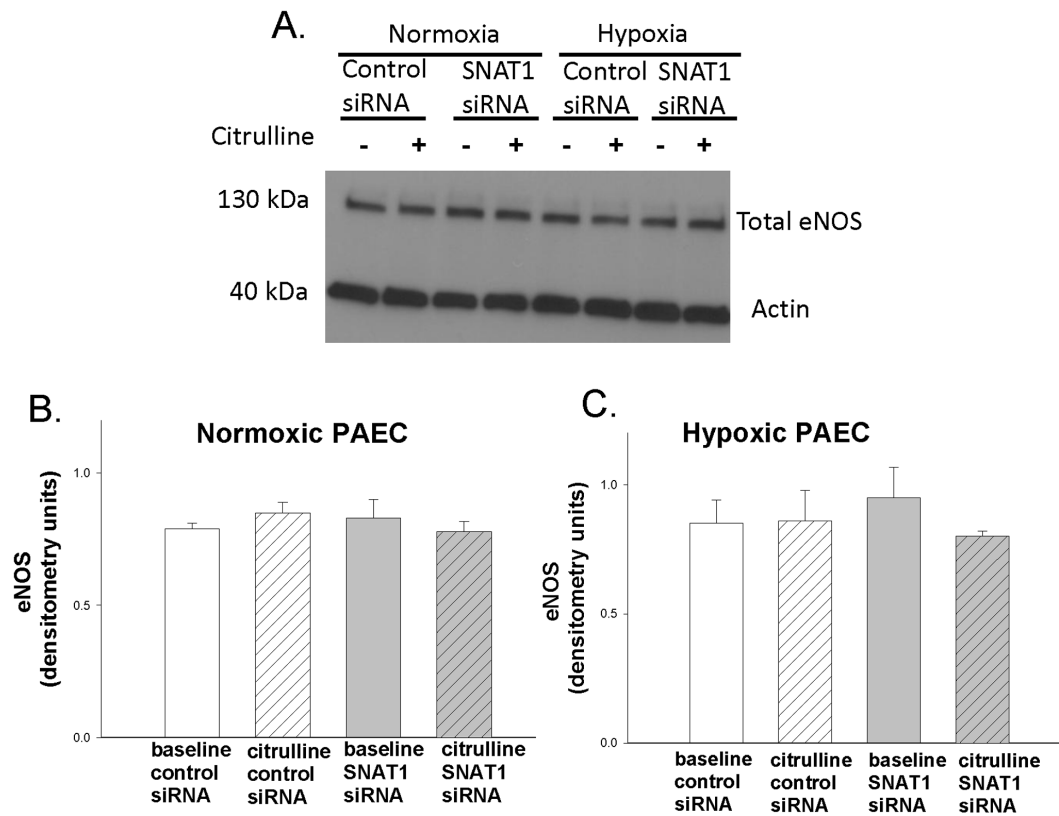 A.
Normoxia Hypoxia
Control SNAT1 Control SNAT1
siRNA siRNA siRNA siRNA
Citrulline - + - + - + - +
130 kDa Total eNOS
40 kDa Actin
B.
Normoxic PAEC
eNOS
(densitometry units)
1.0
0.5
0.0
baseline citrulline baseline citrulline
control control SNAT1 SNAT1
siRNA siRNA siRNA siRNA
C.
Hypoxic PAEC
eNOS
(densitometry units)
1.0
0.5
0.0
baseline citrulline baseline citrulline
control control SNAT1 SNAT1
siRNA siRNA siRNA siRNA